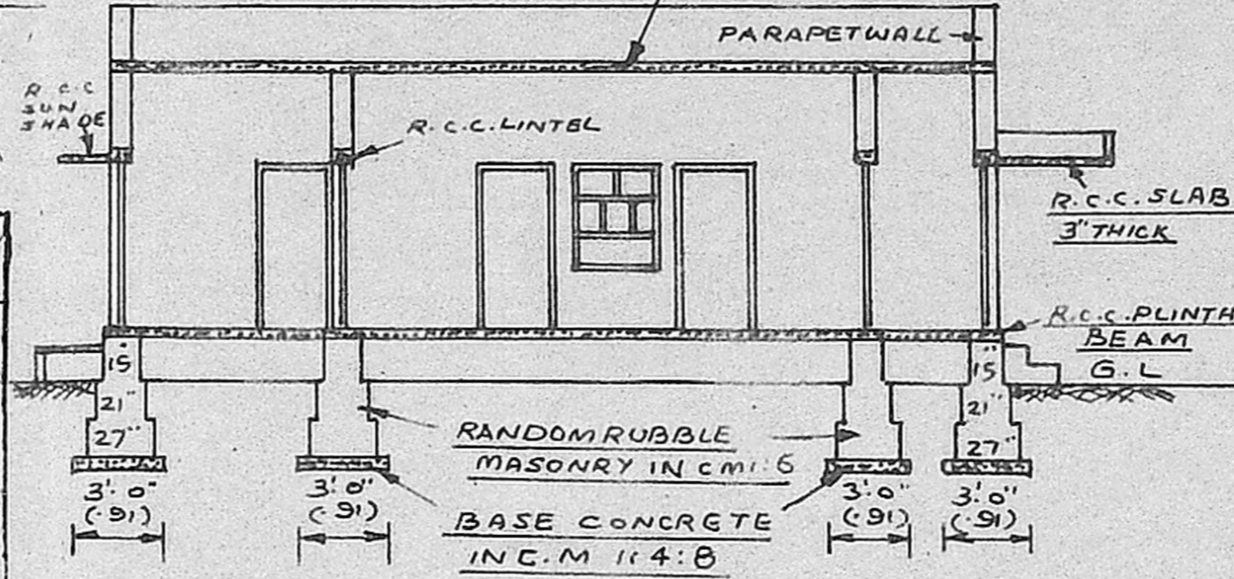 PARAPET WALL
R.C.C
SUN
SHADE
R.C.C. LINTEL
R.C.C. SLAB
3" THICK
R.C.C. PLINTH
BEAM
G.L
15"
21"
27"
15"
21"
27"
RANDOM RUBBLE
MASONRY IN CM 1:6
3'.0"
(.91)
3'.0"
(.91)
3'.0"
(.91)
3'.0"
(.91)
BASE CONCRETE
IN C.M 1:4:8